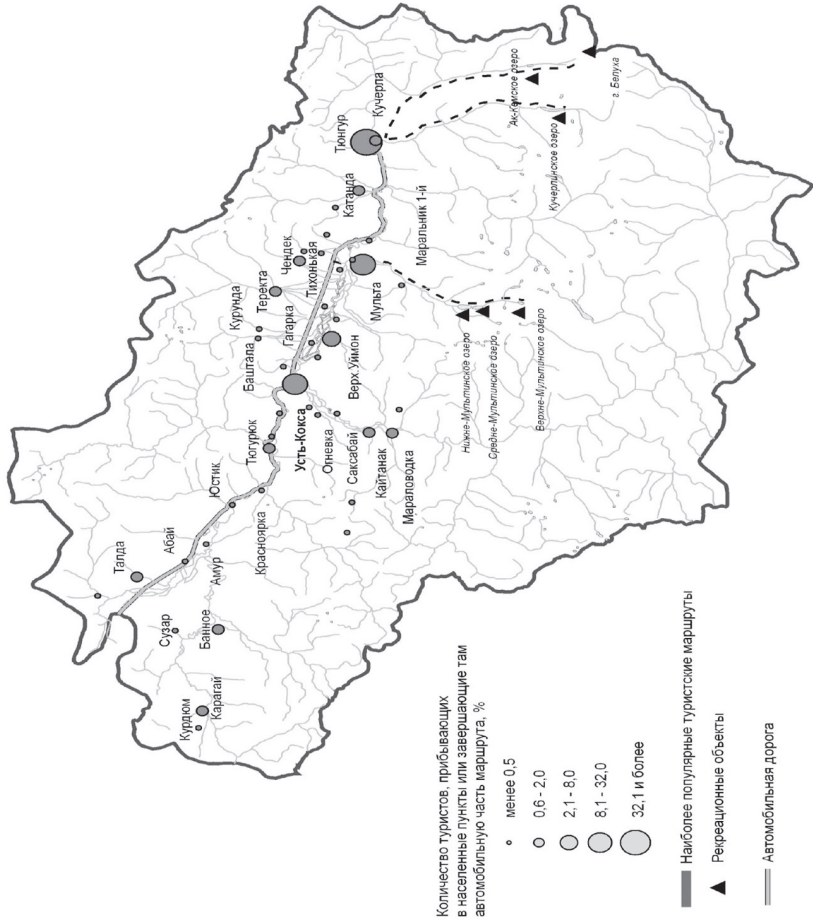 Талда
Сузар
Курдюм
Карагай
Банное
Абай
Амур
Юстик
Красноярка
Тюгурюк
Усть-Кокса
Огневка
Саксабай
Кайтанак
Мараловодка
Баштала
Курунда
Гагарка
Теректа
Верх.Уймон
Чендек
Тихонькая
Мульта
Катанда
Маральник 1-й
Тюнгур
Кучерла
Нижне-Мультинское озеро
Средне-Мультинское озеро
Верхне-Мультинское озеро
Ак-Кемское озеро
Кучерлинское озеро
г. Белуха
Количество туристов, прибывающих
в населенные пункты или завершающие там
автомобильную часть маршрута, %
менее 0,5
0,6 - 2,0
2,1 - 8,0
8,1 - 32,0
32,1 и более
Наиболее популярные туристские маршруты
Рекреационные объекты
Автомобильная дорога